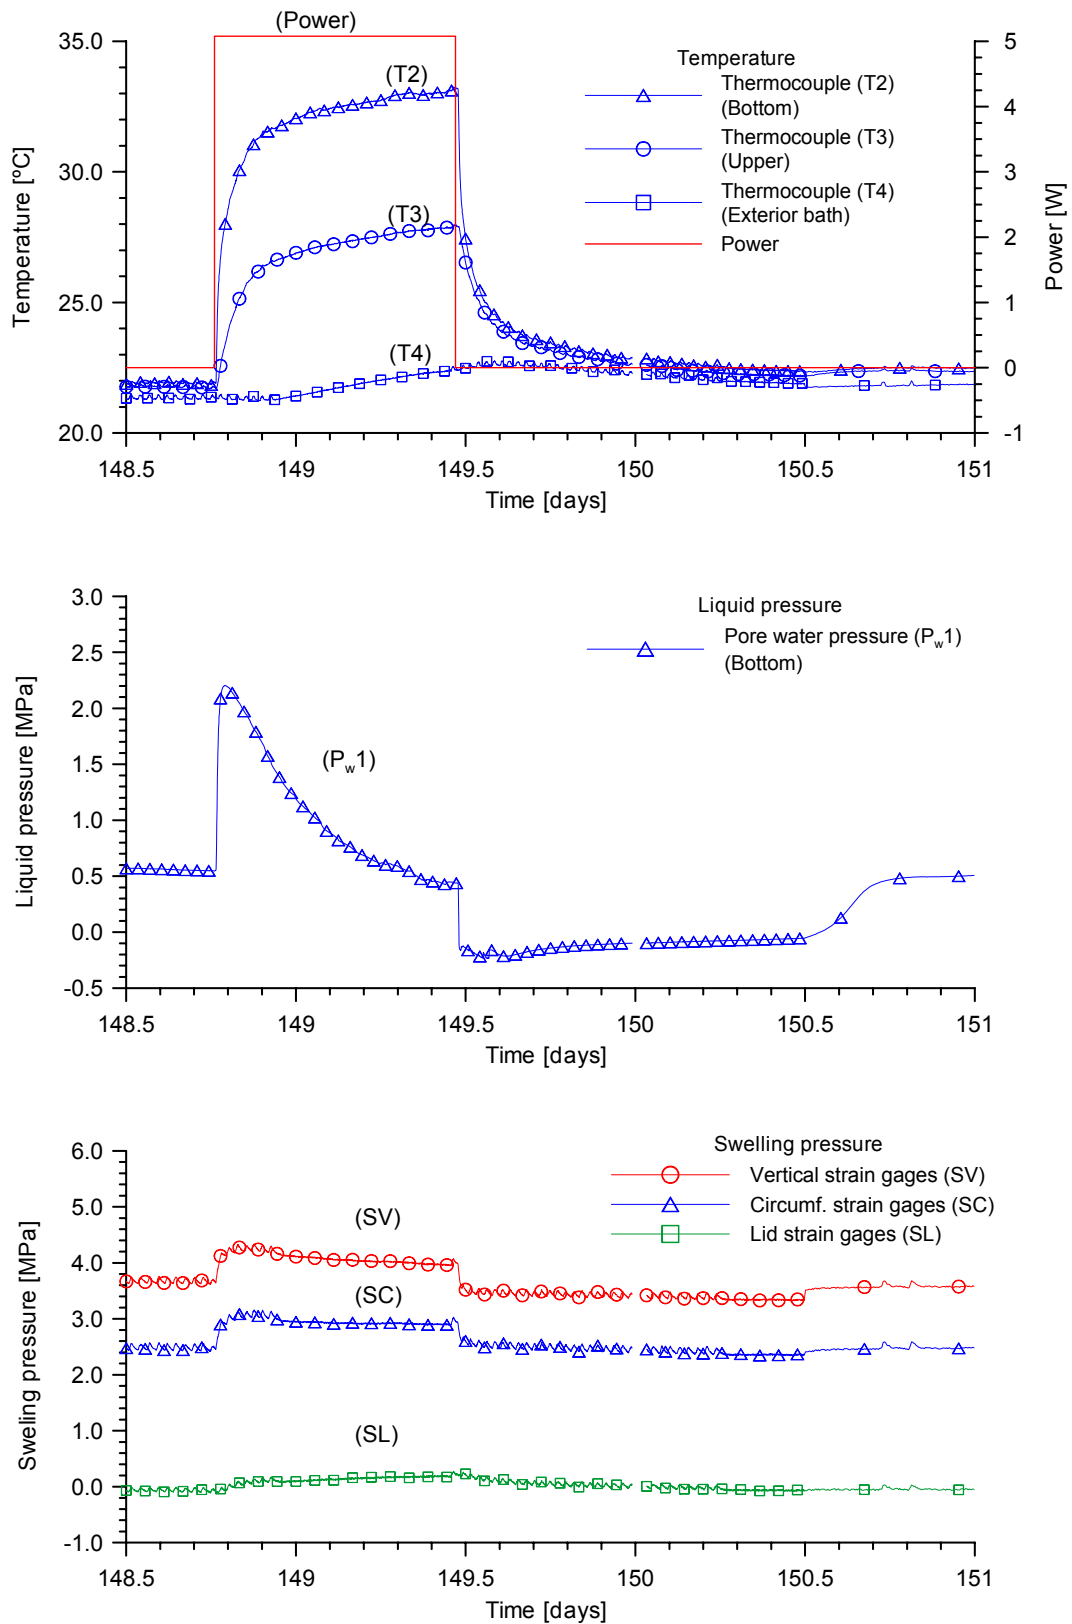 (Power)
35.0
30.0
25.0
20.0
Temperature [ºC]
(T2)
(T3)
(T4)
Temperature
Thermocouple (T2)
(Bottom)
Thermocouple (T3)
(Upper)
Thermocouple (T4)
(Exterior bath)
Power
5
4
3
2
1
0
-1
Power [W]
148.5 149 149.5 150 150.5 151
Time [days]
3.0
2.5
2.0
1.5
1.0
0.5
0.0
-0.5
Liquid pressure [MPa]
(Pw1)
Liquid pressure
Pore water pressure (Pw1)
(Bottom)
148.5 149 149.5 150 150.5 151
Time [days]
6.0
5.0
4.0
3.0
2.0
1.0
0.0
-1.0
Sweling pressure [MPa]
(SV)
(SC)
(SL)
Swelling pressure
Vertical strain gages (SV)
Circumf. strain gages (SC)
Lid strain gages (SL)
148.5 149 149.5 150 150.5 151
Time [days]